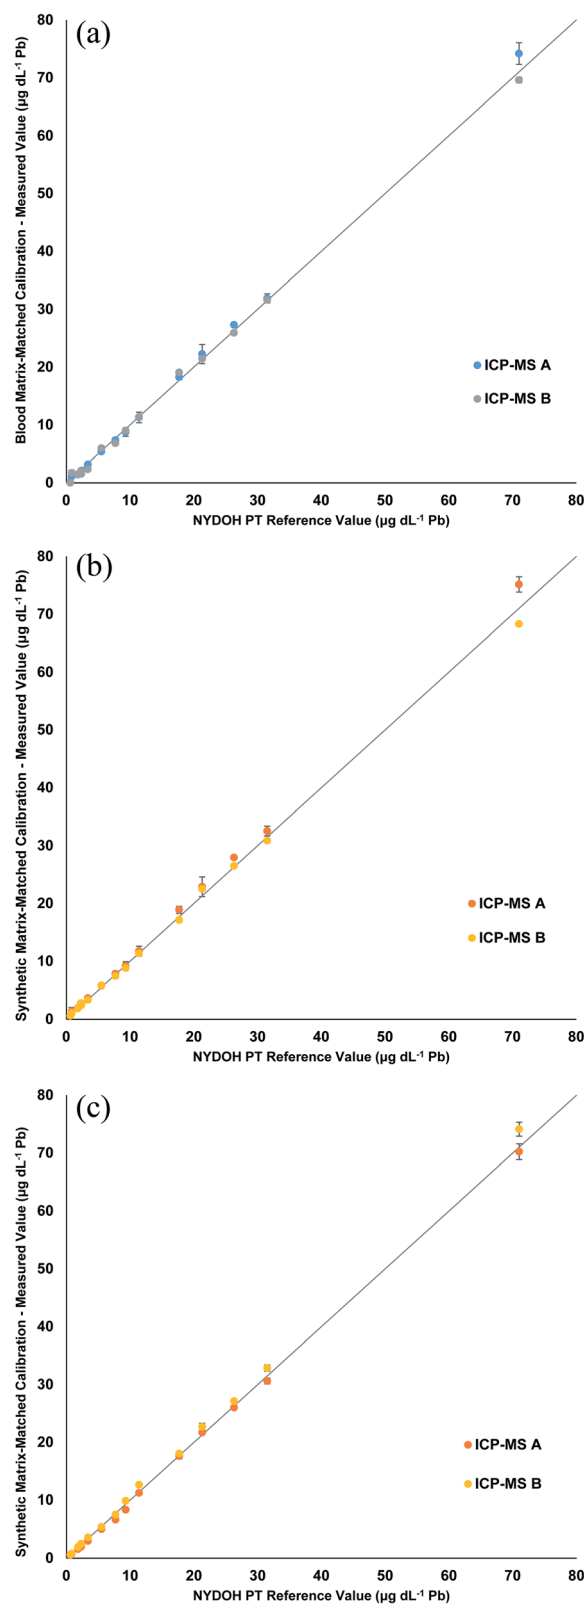 (a)
Blood Matrix-Matched Calibration - Measured Value (µg dL⁻¹ Pb)
80
70
60
50
40
30
20
10
0
ICP-MS A
ICP-MS B
0 10 20 30 40 50 60 70 80
NYDOH PT Reference Value (µg dL⁻¹ Pb)
(b)
Synthetic Matrix-Matched Calibration - Measured Value (µg dL⁻¹ Pb)
80
70
60
50
40
30
20
10
0
ICP-MS A
ICP-MS B
0 10 20 30 40 50 60 70 80
NYDOH PT Reference Value (µg dL⁻¹ Pb)
(c)
Synthetic Matrix-Matched Calibration - Measured Value (µg dL⁻¹ Pb)
80
70
60
50
40
30
20
10
0
ICP-MS A
ICP-MS B
0 10 20 30 40 50 60 70 80
NYDOH PT Reference Value (µg dL⁻¹ Pb)